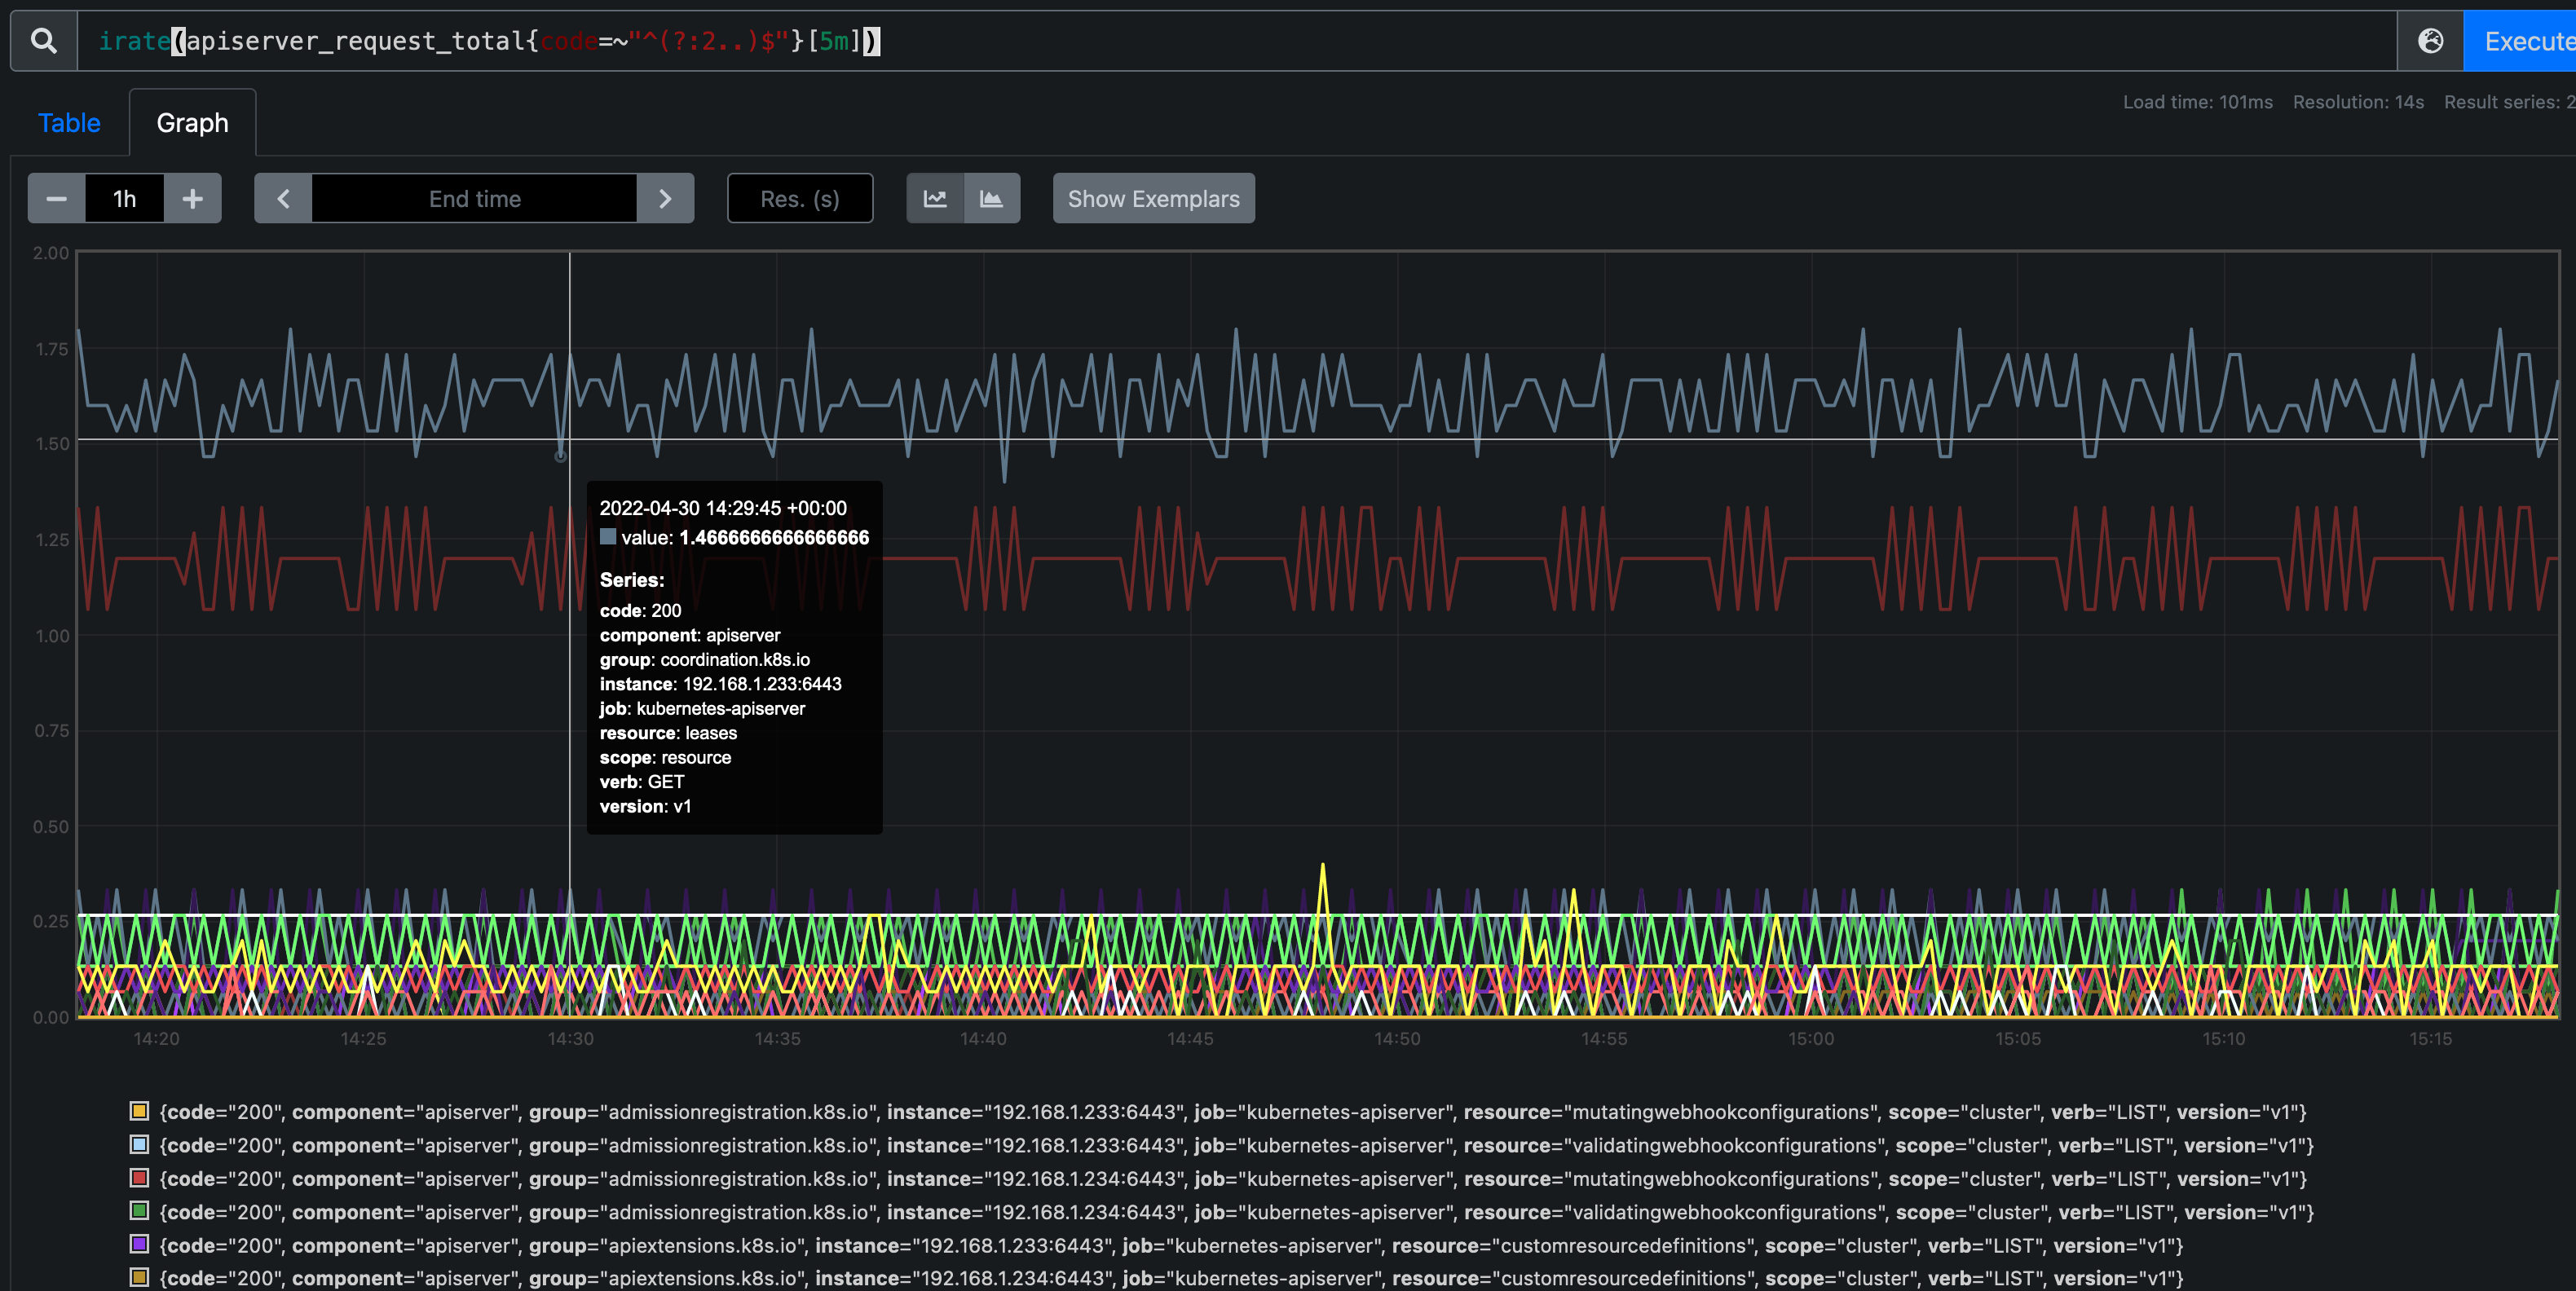 irate(apiserver_request_total{code=~"^(?:2..)$"}[5m])
Execute
Table
Graph
Load time: 101ms Resolution: 14s Result series: 2
1h
End time
Res. (s)
Show Exemplars
2.00
1.75
1.50
1.25
1.00
0.75
0.50
0.25
0.00
2022-04-30 14:29:45 +00:00
value: 1.4666666666666666
Series:
code: 200
component: apiserver
group: coordination.k8s.io
instance: 192.168.1.233:6443
job: kubernetes-apiserver
resource: leases
scope: resource
verb: GET
version: v1
14:20 14:25 14:30 14:35 14:40 14:45 14:50 14:55 15:00 15:05 15:10 15:15
{code="200", component="apiserver", group="admissionregistration.k8s.io", instance="192.168.1.233:6443", job="kubernetes-apiserver", resource="mutatingwebhookconfigurations", scope="cluster", verb="LIST", version="v1"}
{code="200", component="apiserver", group="admissionregistration.k8s.io", instance="192.168.1.233:6443", job="kubernetes-apiserver", resource="validatingwebhookconfigurations", scope="cluster", verb="LIST", version="v1"}
{code="200", component="apiserver", group="admissionregistration.k8s.io", instance="192.168.1.234:6443", job="kubernetes-apiserver", resource="mutatingwebhookconfigurations", scope="cluster", verb="LIST", version="v1"}
{code="200", component="apiserver", group="admissionregistration.k8s.io", instance="192.168.1.234:6443", job="kubernetes-apiserver", resource="validatingwebhookconfigurations", scope="cluster", verb="LIST", version="v1"}
{code="200", component="apiserver", group="apiextensions.k8s.io", instance="192.168.1.233:6443", job="kubernetes-apiserver", resource="customresourcedefinitions", scope="cluster", verb="LIST", version="v1"}
{code="200", component="apiserver", group="apiextensions.k8s.io", instance="192.168.1.234:6443", job="kubernetes-apiserver", resource="customresourcedefinitions", scope="cluster", verb="LIST", version="v1"}